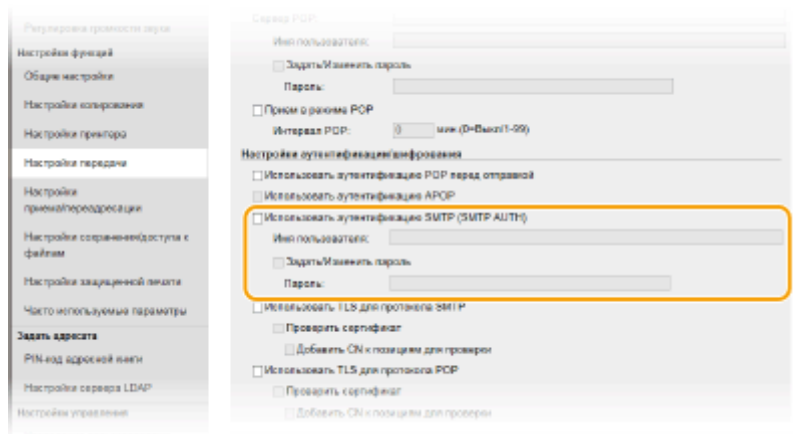 Регулировка громкости звука
Настройки функций
Общие настройки
Настройки копирования
Настройки принтера
Настройки передачи
Настройки
приема/переадресации
Настройки сохранения/доступа к
файлам
Настройки защищенной печати
Часто используемые параметры
Задать адресата
PIN-код адресной книги
Настройки сервера LDAP
Настройки управления
Сервер POP:
Имя пользователя:
Задать/Изменить пароль
Пароль:
Прием в режиме POP
Интервал POP:
0
мин.(0=Выкл/1-99)
Настройки аутентификации/шифрования
Использовать аутентификацию POP перед отправкой
Использовать аутентификацию APOP
Использовать аутентификацию SMTP (SMTP AUTH)
Имя пользователя:
Задать/Изменить пароль
Пароль:
Использовать TLS для протокола SMTP
Проверить сертификат
Добавить CN к позициям для проверки
Использовать TLS для протокола POP
Проверить сертификат
Добавить CN к позициям для проверки